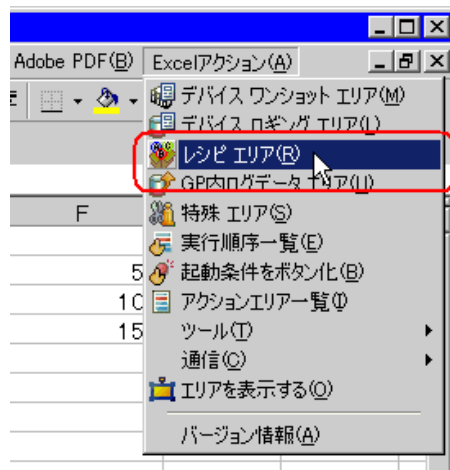 Adobe PDF(B) Excelアクション(A)
デバイス ワンショット エリア(M)
デバイス ロギング エリア(L)
レシピ エリア(R)
GP内ログデータ エリア(U)
F
特殊 エリア(S)
実行順序一覧(E)
5
起動条件をボタン化(B)
10
アクションエリア一覧(I)
15
ツール(T)
通信(C)
エリアを表示する(O)
バージョン情報(A)